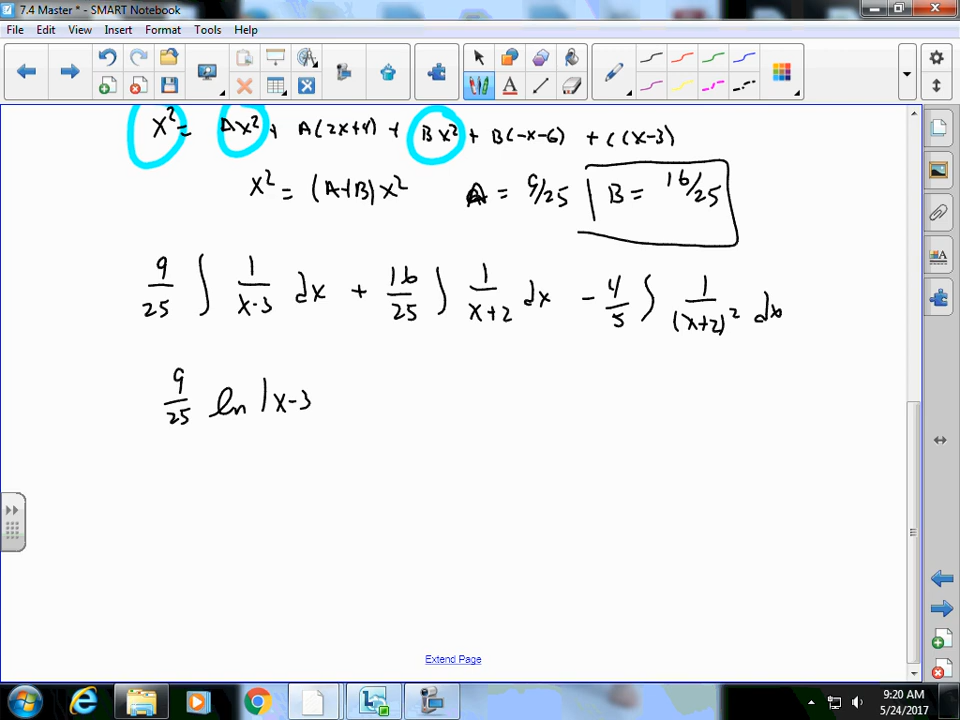 7.4 Master * - SMART Notebook
File Edit View Insert Format Tools Help
x² = Ax² + A(2x+4) + Bx² + B(-x-6) + C(x-3)
x² = (A+B)x² A = 9/25 B = 16/25
9/25 ∫ 1/(x-3) dx + 16/25 ∫ 1/(x+2) dx - 4/5 ∫ 1/(x+2)² dx
9/25 ln |x-3
Extend Page
9:20 AM
5/24/2017